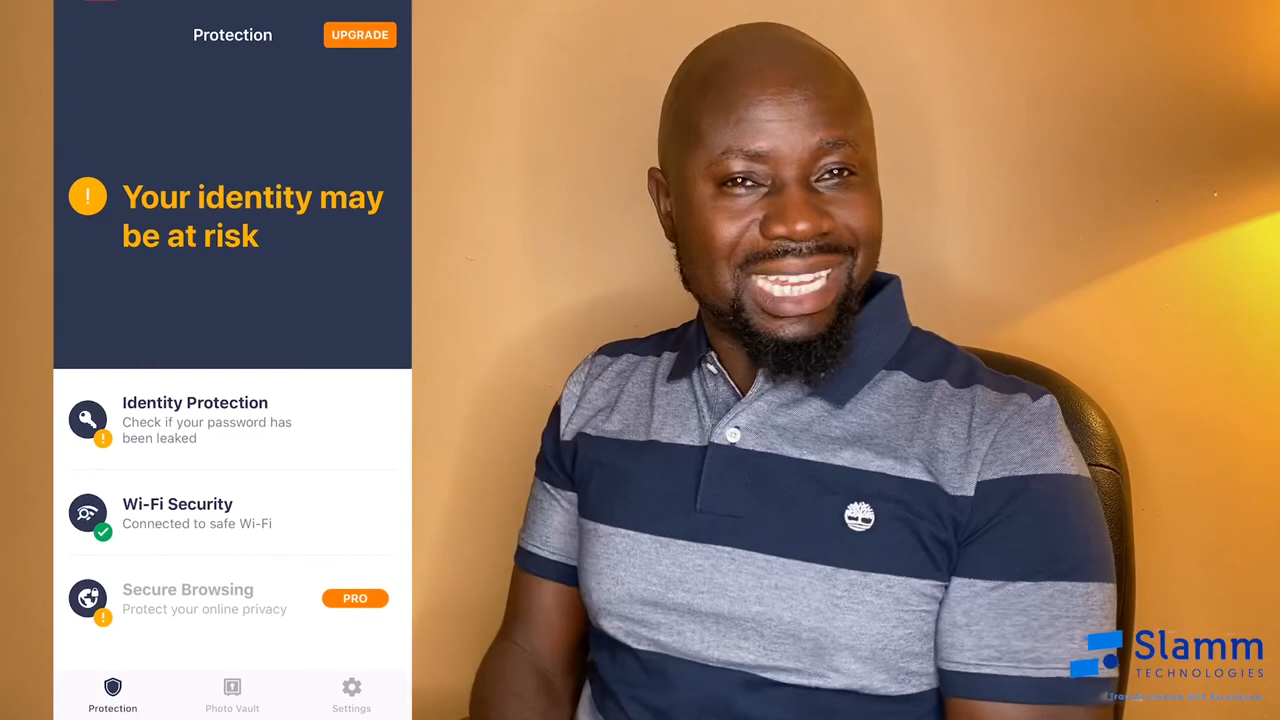 Protection
UPGRADE
Your identity may
be at risk
Identity Protection
Check if your password has
been leaked
Wi-Fi Security
Connected to safe Wi-Fi
Secure Browsing
Protect your online privacy
PRO
Protection
Photo Vault
Settings
Slamm
TECHNOLOGIES